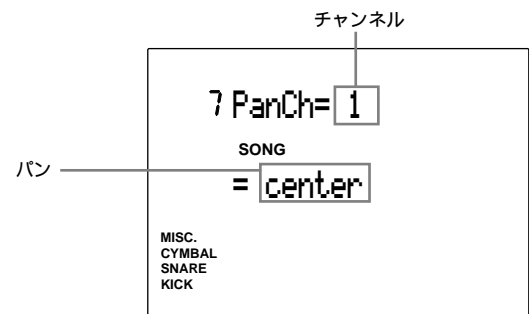 チャンネル
7 PanCh= 1
SONG
パン
= center
MISC.
CYMBAL
SNARE
KICK